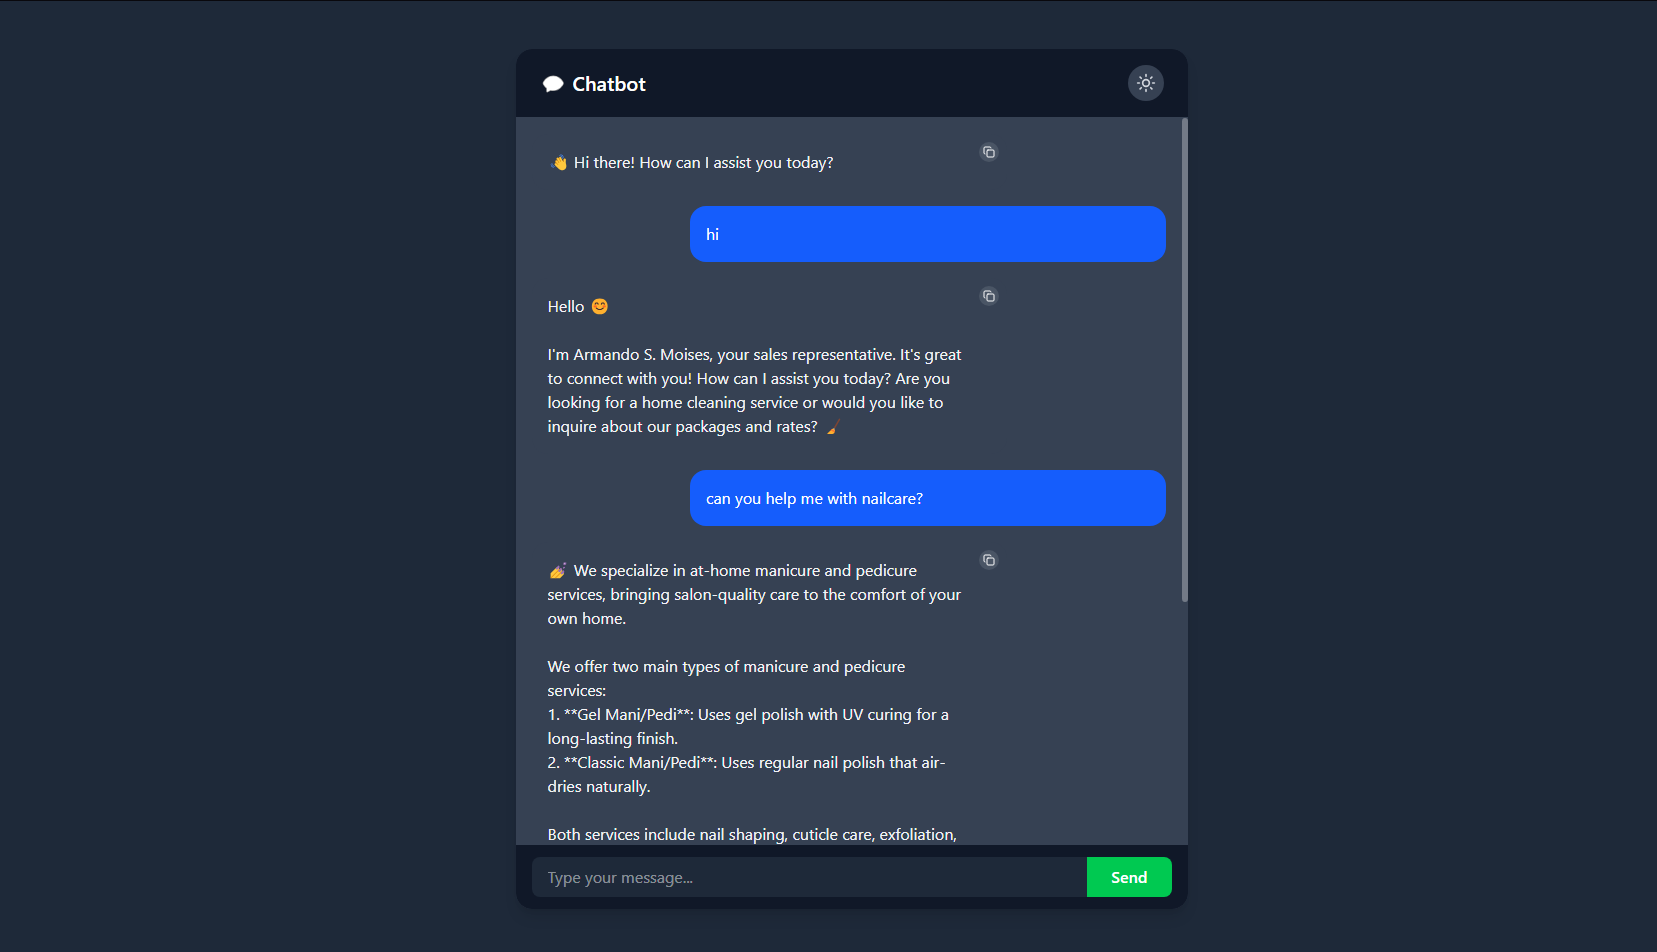 Chatbot
👋 Hi there! How can I assist you today?
hi
Hello 😊
I'm Armando S. Moises, your sales representative. It's great
to connect with you! How can I assist you today? Are you
looking for a home cleaning service or would you like to
inquire about our packages and rates? 🧹
can you help me with nailcare?
💅 We specialize in at-home manicure and pedicure
services, bringing salon-quality care to the comfort of your
own home.
We offer two main types of manicure and pedicure
services:
1. **Gel Mani/Pedi**: Uses gel polish with UV curing for a
long-lasting finish.
2. **Classic Mani/Pedi**: Uses regular nail polish that air-
dries naturally.
Both services include nail shaping, cuticle care, exfoliation,
Type your message...
Send